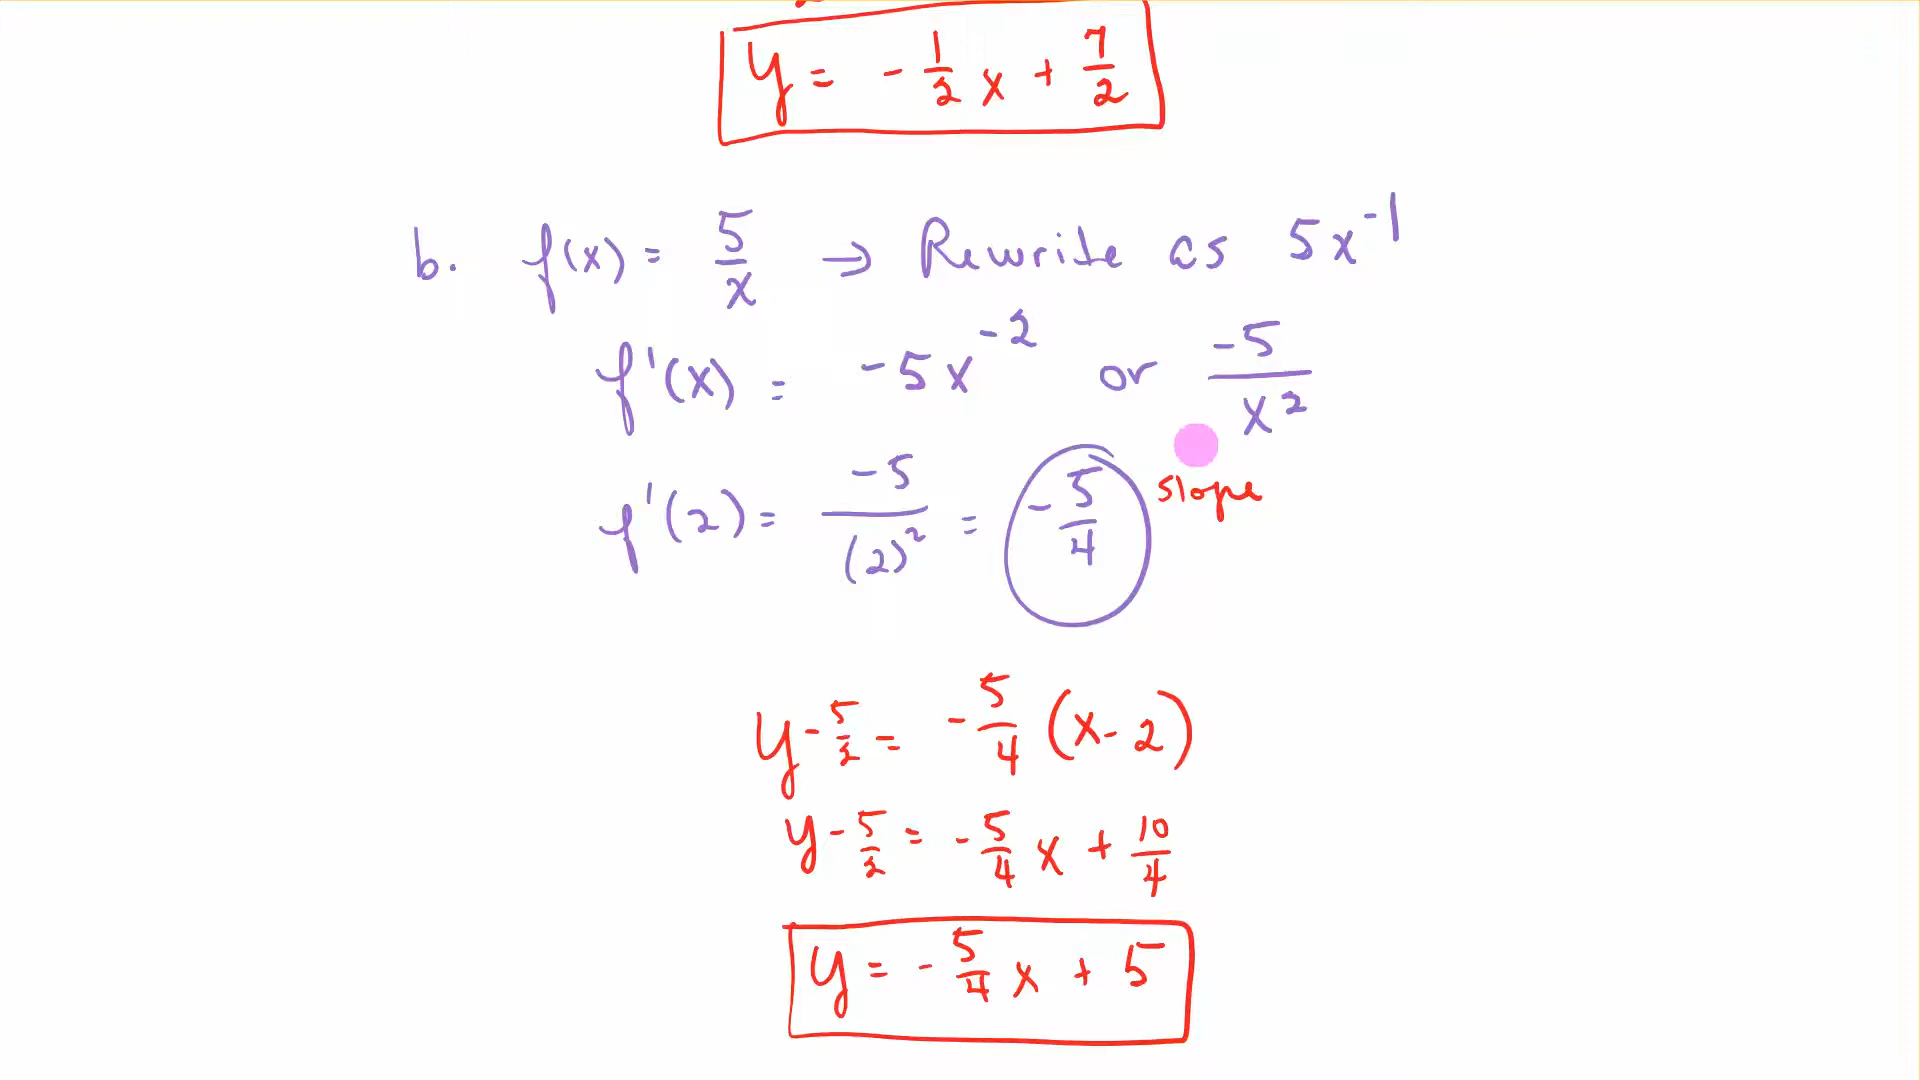 y = -1/2 x + 7/2
b. f(x) = 5/x → Rewrite as 5x⁻¹
f'(x) = -5x⁻² or -5/x²
f'(2) = -5/(2)² = -5/4 slope
y - 5/2 = -5/4 (x - 2)
y - 5/2 = -5/4 x + 10/4
y = -5/4 x + 5